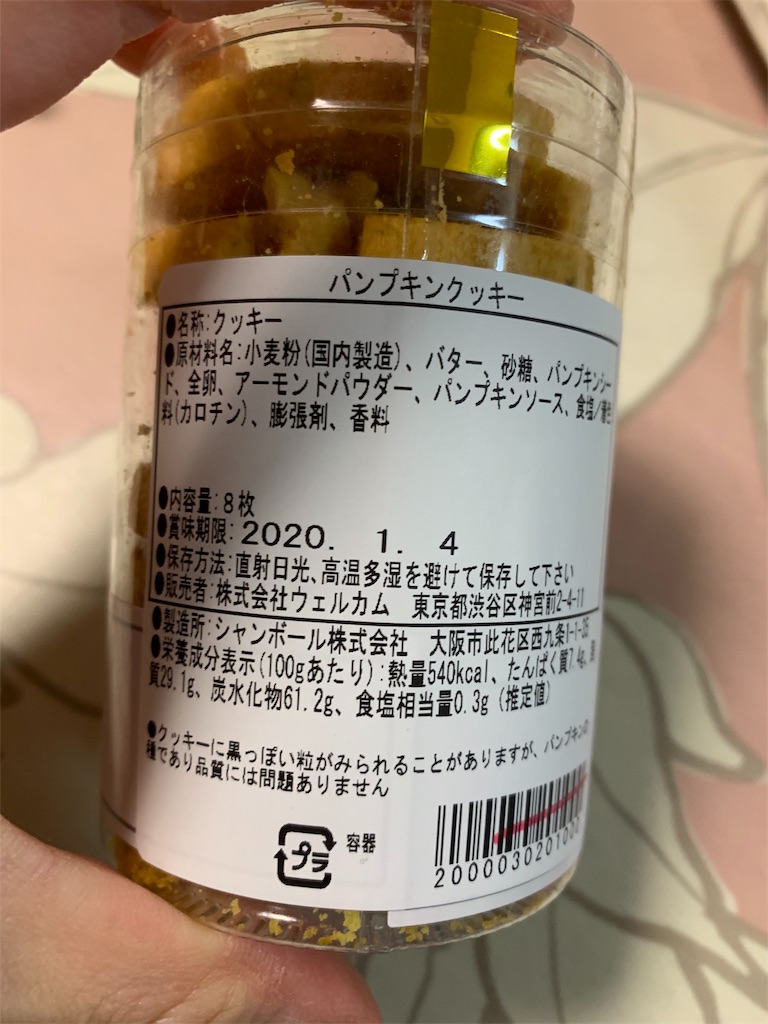 パンプキンクッキー
●名称:クッキー
●原材料名:小麦粉(国内製造)、バター、砂糖、パンプキンシー
ド、全卵、アーモンドパウダー、パンプキンソース、食塩/着色
料(カロチン)、膨張剤、香料
●内容量:8枚
●賞味期限:2020. 1. 4
●保存方法:直射日光、高温多湿を避けて保存して下さい
●販売者:株式会社ウェルカム 東京都渋谷区神宮前2-4-11
●製造所:シャンボール株式会社 大阪市此花区西九条1-1-35
●栄養成分表示(100gあたり):熱量540kcal、たんぱく質7.4g、脂
質29.1g、炭水化物61.2g、食塩相当量0.3g(推定値)
●クッキーに黒っぽい粒がみられることがありますが、パンプキンの
種であり品質には問題ありません
プラ
容器
2000030201000